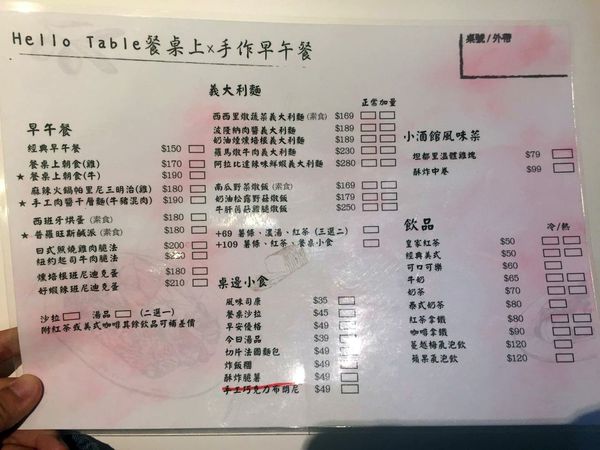 Hello Table餐桌上x手作早午餐
桌號/外帶
早午餐
經典早午餐 $150
餐桌上朝食(雞) $170
★ 餐桌上朝食(牛) $190
麻辣火鍋帕里尼三明治(雞) $180
★ 手工肉醬千層麵(牛豬混肉) $190
西班牙烘蛋 (素食) $180
★ 普羅旺斯鹹派 (素食) $180
日式照燒雞肉脆法 $200
紐約起司牛肉脆法 $220
燻培根班尼迪克蛋 $180
好蝦辣班尼迪克蛋 $210
沙拉 湯品 (二選一)
附紅茶或美式咖啡其餘飲品可補差價
義大利麵
正常 加量
西西里燉蔬菜義大利麵 (素食) $169
波隆納肉醬義大利麵 $189
奶油燻燻培根義大利麵 $189
羅馬燉牛肉義大利麵 $230
阿拉比達辣味鮮蝦義大利麵 $280
南瓜野菜燉飯 (素食) $169
奶油松露野菇燉飯 $179
牛肝菌菇雞腿燉飯 $250
+69 薯條、濃湯、紅茶 (三選二)
+109 薯條、紅茶、餐桌小食
桌邊小食
風味司康 $35
餐桌沙拉 $45
早安優格 $49
今日湯品 $39
切片法國麵包 $49
炸飯糰 $49
酥炸脆薯 $49
手工巧克力布朗尼 $49
小酒館風味菜
坦都里溫體雞塊 $79
酥炸中卷 $99
飲品
冷/熱
皇家紅茶 $50
經典美式 $50
可口可樂 $60
牛奶 $65
奶茶 $70
泰式奶茶 $80
紅茶拿鐵 $80
咖啡拿鐵 $90
蔓越梅氣泡飲 $120
蘋果氣泡飲 $120